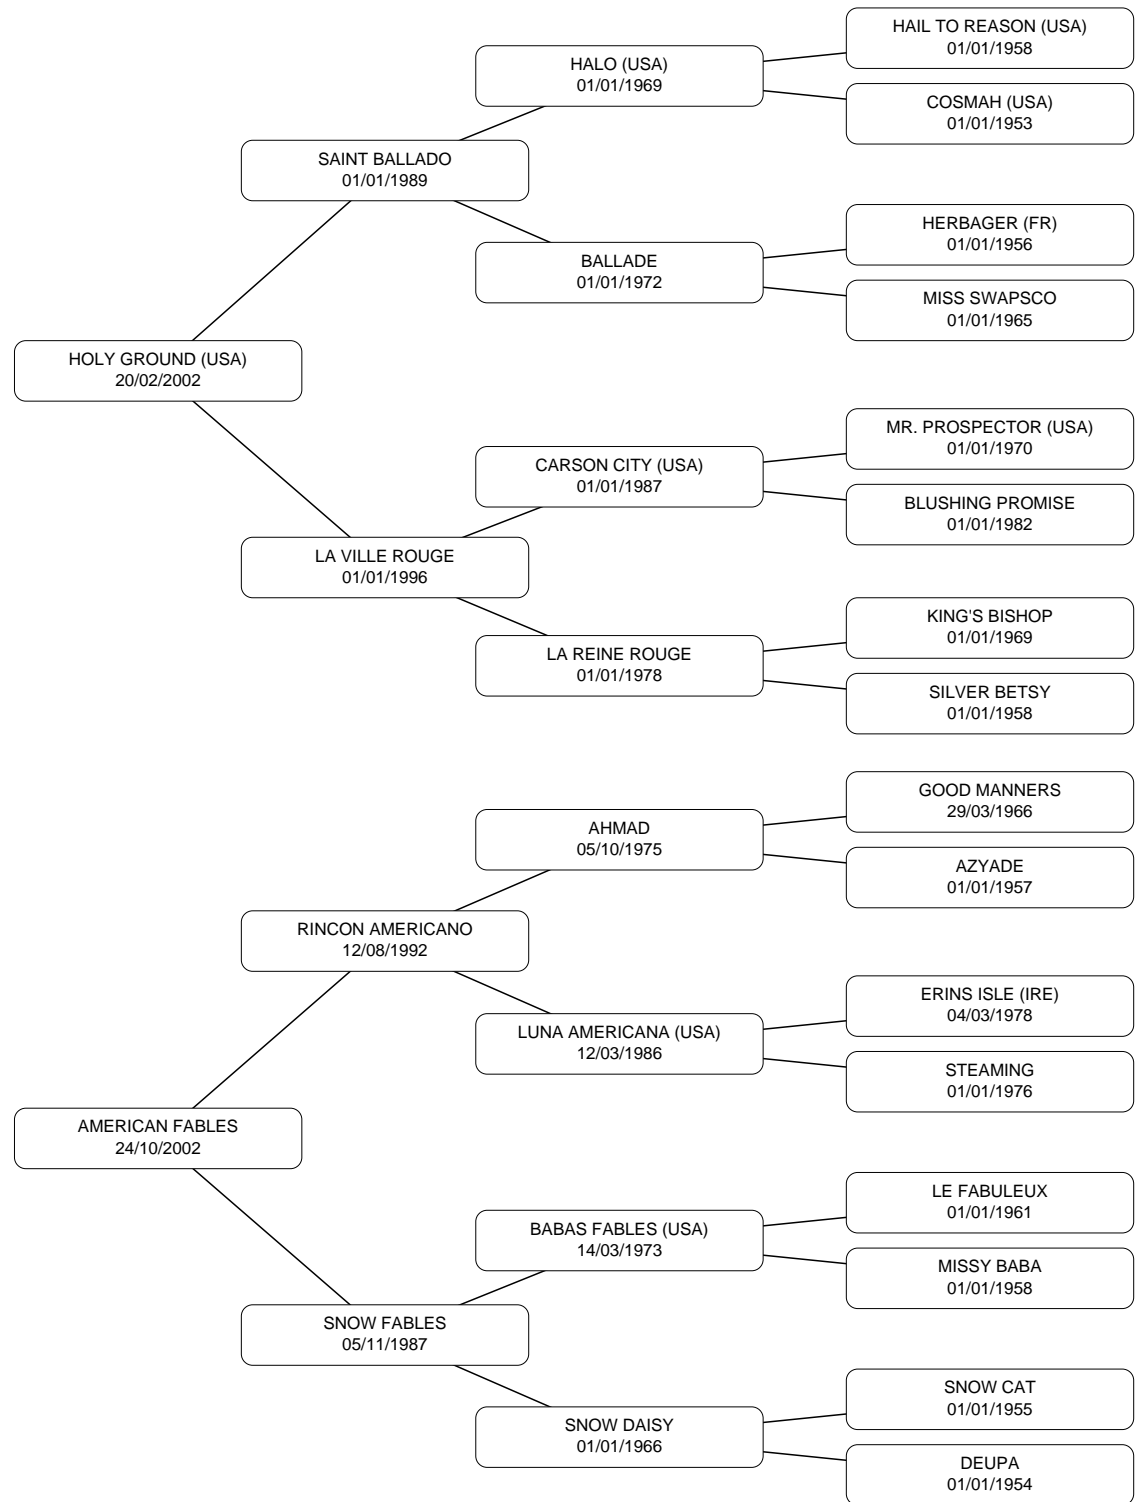 HAIL TO REASON (USA)
01/01/1958
HALO (USA)
01/01/1969
COSMAH (USA)
01/01/1953
SAINT BALLADO
01/01/1989
HERBAGER (FR)
01/01/1956
BALLADE
01/01/1972
MISS SWAPSCO
01/01/1965
HOLY GROUND (USA)
20/02/2002
MR. PROSPECTOR (USA)
01/01/1970
CARSON CITY (USA)
01/01/1987
BLUSHING PROMISE
01/01/1982
LA VILLE ROUGE
01/01/1996
KING'S BISHOP
01/01/1969
LA REINE ROUGE
01/01/1978
SILVER BETSY
01/01/1958
GOOD MANNERS
29/03/1966
AHMAD
05/10/1975
AZYADE
01/01/1957
RINCON AMERICANO
12/08/1992
ERINS ISLE (IRE)
04/03/1978
LUNA AMERICANA (USA)
12/03/1986
STEAMING
01/01/1976
AMERICAN FABLES
24/10/2002
LE FABULEUX
01/01/1961
BABAS FABLES (USA)
14/03/1973
MISSY BABA
01/01/1958
SNOW FABLES
05/11/1987
SNOW CAT
01/01/1955
SNOW DAISY
01/01/1966
DEUPA
01/01/1954